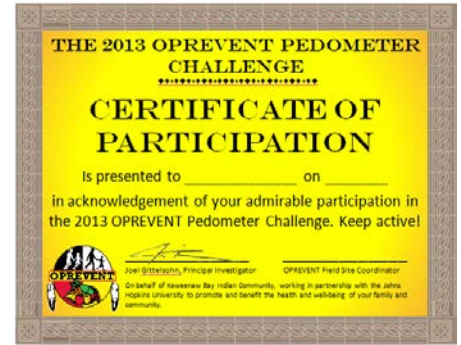 THE 2013 OPREVENT PEDOMETER
CHALLENGE
CERTIFICATE OF
PARTICIPATION
Is presented to ____________ on _______
in acknowledgement of your admirable participation in
the 2013 OPREVENT Pedometer Challenge. Keep active!
OPREVENT
Joel Gittelsohn, Principal Investigator OPREVENT Field Site Coordinator
On behalf of Keweenaw Bay Indian Community, working in partnership with the Johns
Hopkins University to promote and benefit the health and well-being of your family and
community.